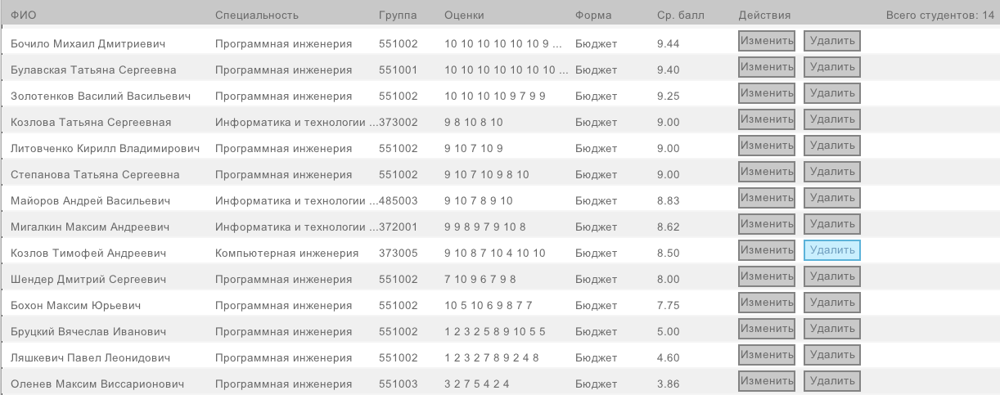 ФИО Специальность Группа Оценки Форма Ср. балл Действия Всего студентов: 14
Бочило Михаил Дмитриевич Программная инженерия 551002 10 10 10 10 10 10 9 ... Бюджет 9.44 Изменить Удалить
Булавская Татьяна Сергеевна Программная инженерия 551001 10 10 10 10 10 10 10 ... Бюджет 9.40 Изменить Удалить
Золотенков Василий Васильевич Программная инженерия 551002 10 10 10 10 9 7 9 9 Бюджет 9.25 Изменить Удалить
Козлова Татьяна Сергеевная Информатика и технологии ... 373002 9 8 10 8 10 Бюджет 9.00 Изменить Удалить
Литовченко Кирилл Владимирович Программная инженерия 551002 9 10 7 10 9 Бюджет 9.00 Изменить Удалить
Степанова Татьяна Сергеевна Программная инженерия 551002 9 10 7 10 9 8 10 Бюджет 9.00 Изменить Удалить
Майоров Андрей Васильевич Информатика и технологии ... 485003 9 10 7 8 9 10 Бюджет 8.83 Изменить Удалить
Мигалкин Максим Андреевич Информатика и технологии ... 372001 9 9 8 9 7 9 10 8 Бюджет 8.62 Изменить Удалить
Козлов Тимофей Андреевич Компьютерная инженерия 373005 9 10 8 7 10 4 10 10 Бюджет 8.50 Изменить Удалить
Шендер Дмитрий Сергеевич Программная инженерия 551002 7 10 9 6 7 9 8 Бюджет 8.00 Изменить Удалить
Бохон Максим Юрьевич Программная инженерия 551002 10 5 10 6 9 8 7 7 Бюджет 7.75 Изменить Удалить
Бруцкий Вячеслав Иванович Программная инженерия 551002 1 2 3 2 5 8 9 10 5 5 Бюджет 5.00 Изменить Удалить
Ляшкевич Павел Леонидович Программная инженерия 551002 1 2 3 2 7 8 9 2 4 8 Бюджет 4.60 Изменить Удалить
Оленев Максим Виссарионович Программная инженерия 551003 3 2 7 5 4 2 4 Бюджет 3.86 Изменить Удалить